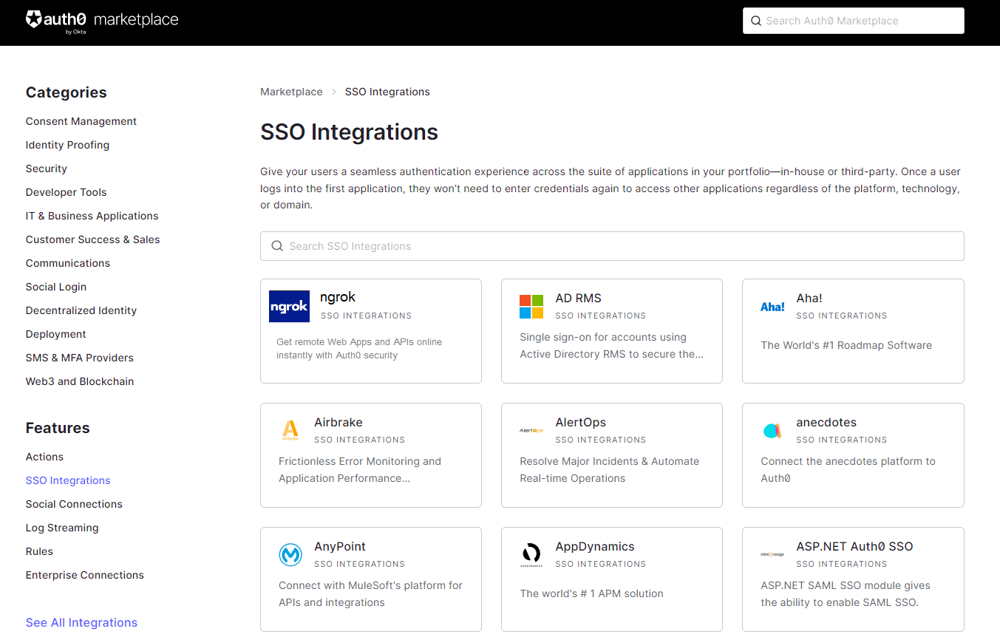 auth0 marketplace
by Okta
Search Auth0 Marketplace
Categories
Consent Management
Identity Proofing
Security
Developer Tools
IT & Business Applications
Customer Success & Sales
Communications
Social Login
Decentralized Identity
Deployment
SMS & MFA Providers
Web3 and Blockchain
Features
Actions
SSO Integrations
Social Connections
Log Streaming
Rules
Enterprise Connections
See All Integrations
Marketplace > SSO Integrations
SSO Integrations
Give your users a seamless authentication experience across the suite of applications in your portfolio—in-house or third-party. Once a user
logs into the first application, they won’t need to enter credentials again to access other applications regardless of the platform, technology,
or domain.
Search SSO Integrations
ngrok
ngrok
SSO INTEGRATIONS
Get remote Web Apps and APIs online
instantly with Auth0 security
AD RMS
SSO INTEGRATIONS
Single sign-on for accounts using
Active Directory RMS to secure the...
Aha!
Aha!
SSO INTEGRATIONS
The World's #1 Roadmap Software
Airbrake
Airbrake
SSO INTEGRATIONS
Frictionless Error Monitoring and
Application Performance...
AlertOps
AlertOps
SSO INTEGRATIONS
Resolve Major Incidents & Automate
Real-time Operations
anecdotes
SSO INTEGRATIONS
Connect the anecdotes platform to
Auth0
AnyPoint
SSO INTEGRATIONS
Connect with MuleSoft's platform for
APIs and integrations
APPDYNAMICS
AppDynamics
SSO INTEGRATIONS
The world's # 1 APM solution
miniOrange
ASP.NET Auth0 SSO
SSO INTEGRATIONS
ASP.NET SAML SSO module gives
the ability to enable SAML SSO.